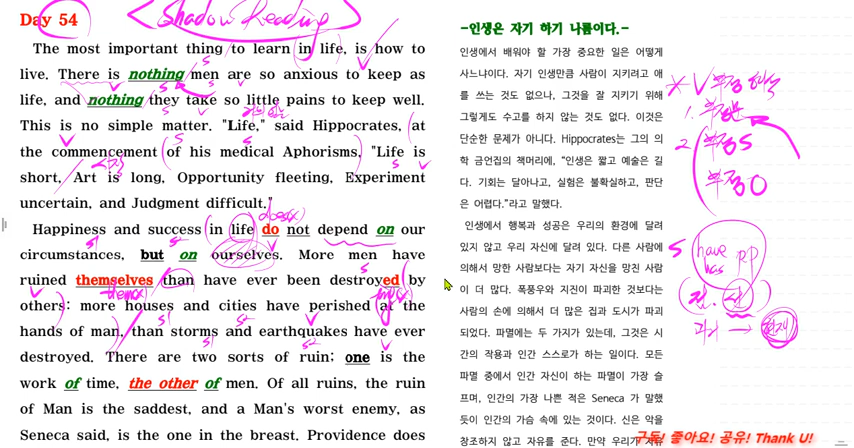 Day 54
<Shadow Reading
The most important thing to learn in life, is how to
live. There is nothing men are so anxious to keep as
life, and nothing they take so little pains to keep well.
This is no simple matter. "Life," said Hippocrates, at
the commencement of his medical Aphorisms, "Life is
short, Art is long, Opportunity fleeting, Experiment
uncertain, and Judgment difficult."
Happiness and success in life do not depend on our
circumstances, but on ourselves. More men have
ruined themselves than have ever been destroyed by
others: more houses and cities have perished at the
hands of man, than storms and earthquakes have ever
destroyed. There are two sorts of ruin; one is the
work of time, the other of men. Of all ruins, the ruin
of Man is the saddest, and a Man's worst enemy, as
Seneca said, is the one in the breast. Providence does
-인생은 자기 하기 나름이다.-
인생에서 배워야 할 가장 중요한 일은 어떻게
사느냐이다. 자기 인생만큼 사람이 지키려고 애
를 쓰는 것도 없으나, 그것을 잘 지키기 위해
그렇게도 수고를 하지 않는 것도 없다. 이것은
단순한 문제가 아니다. Hippocrates는 그의 의
학 금언집의 책머리에, "인생은 짧고 예술은 길
다. 기회는 달아나고, 실험은 불확실하고, 판단
은 어렵다."라고 말했다.
인생에서 행복과 성공은 우리의 환경에 달려
있지 않고 우리 자신에 달려 있다. 다른 사람에
의해서 망한 사람보다는 자기 자신을 망친 사람
이 더 많다. 폭풍우와 지진이 파괴한 것보다는
사람의 손에 의해서 더 많은 집과 도시가 파괴
되었다. 파멸에는 두 가지가 있는데, 그것은 시
간의 작용과 인간 스스로가 하는 일이다. 모든
파멸 중에서 인간 자신이 하는 파멸이 가장 슬
프며, 인간의 가장 나쁜 적은 Seneca 가 말했
듯이 인간의 가슴 속에 있는 것이다. 신은 악을
창조하지 않고 자유를 준다. 만약 우리가
부정 해석
1. 부정
2. 부정 S
부정 O
S have PP
has
과거 → 현재
구독! 좋아요! 공유! Thank U!